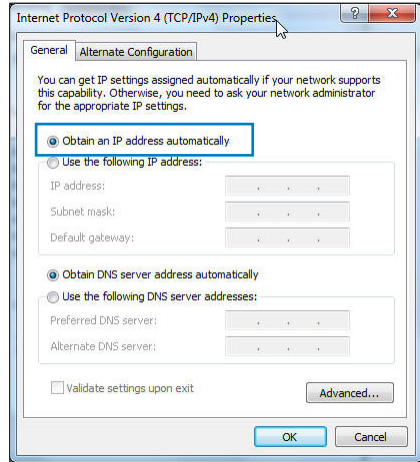 Internet Protocol Version 4 (TCP/IPv4) Properties
?
X
General
Alternate Configuration
You can get IP settings assigned automatically if your network supports
this capability. Otherwise, you need to ask your network administrator
for the appropriate IP settings.
Obtain an IP address automatically
Use the following IP address:
IP address:
Subnet mask:
Default gateway:
Obtain DNS server address automatically
Use the following DNS server addresses:
Preferred DNS server:
Alternate DNS server:
Validate settings upon exit
Advanced...
OK
Cancel